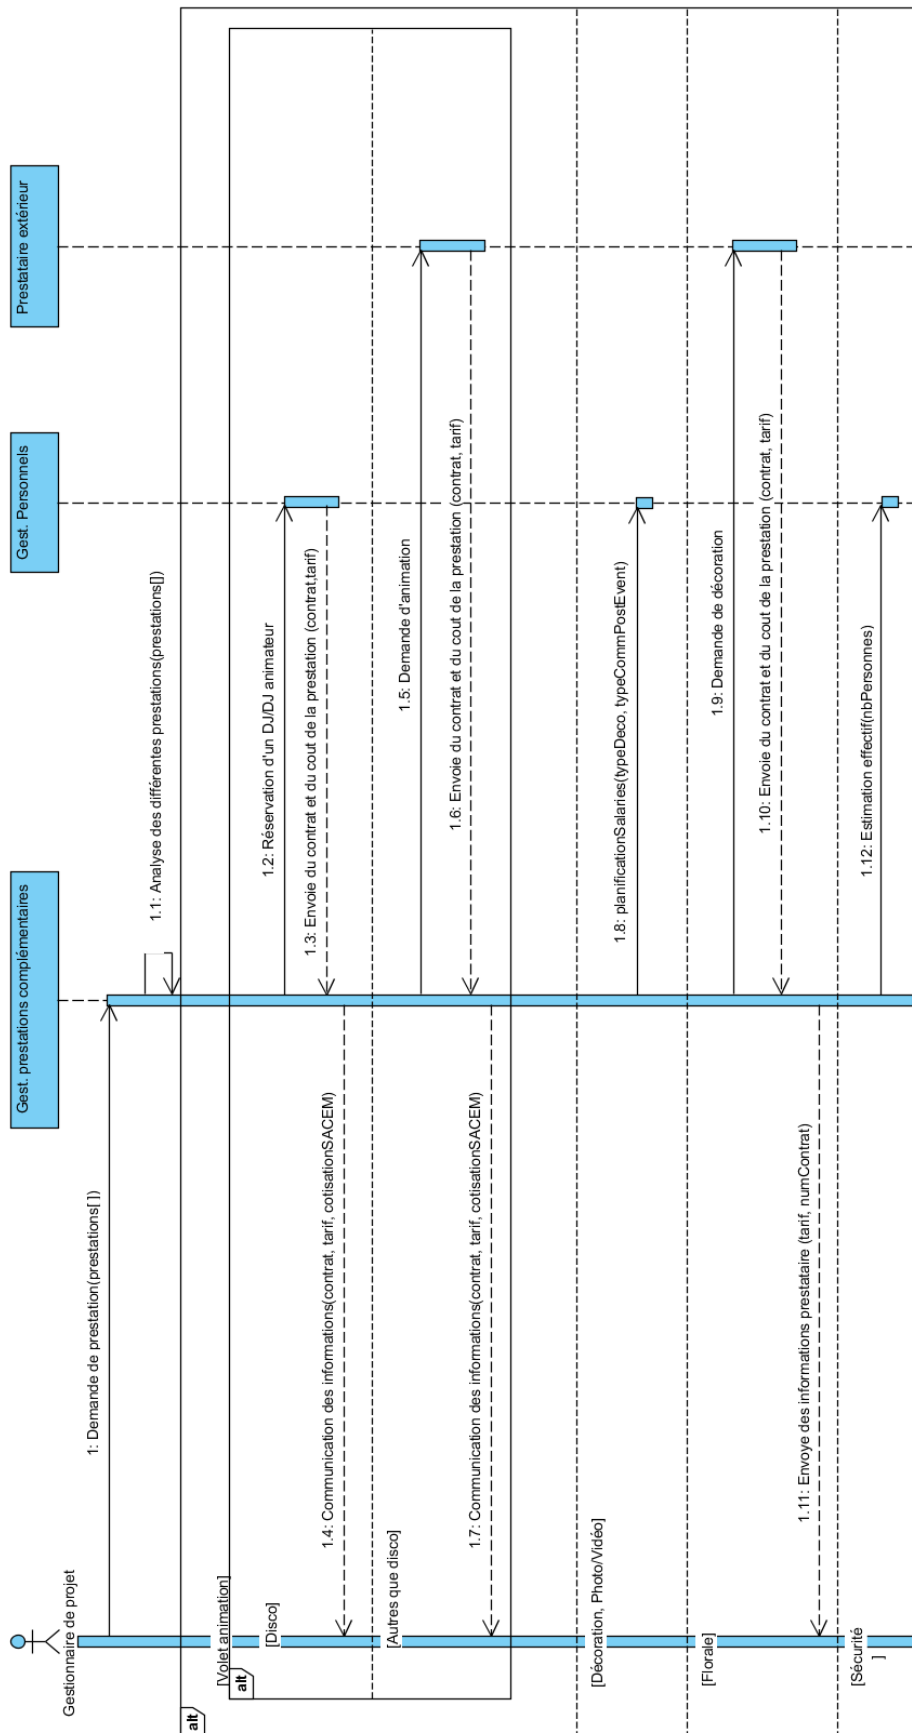 Gestionnaire de projet
Gest. prestations complémentaires
Gest. Personnels
Prestataire extérieur
1: Demande de prestation(prestations[ ])
1.1: Analyse des différentes prestations(prestations[])
alt
[Volet animation]
alt
[Disco]
1.2: Réservation d'un DJ/DJ animateur
1.3: Envoie du contrat et du cout de la prestation (contrat,tarif)
1.4: Communication des informations(contrat, tarif, cotisationSACEM)
[Autres que disco]
1.5: Demande d'animation
1.6: Envoie du contrat et du cout de la prestation (contrat, tarif)
1.7: Communication des informations(contrat, tarif, cotisationSACEM)
[Décoration, Photo/Vidéo]
1.8: planificationSalaries(typeDeco, typeCommPostEvent)
[Florale]
1.9: Demande de décoration
1.10: Envoie du contrat et du cout de la prestation (contrat, tarif)
1.11: Envoye des informations prestataire (tarif, numContrat)
[Sécurité
]
1.12: Estimation effectif(nbPersonnes)